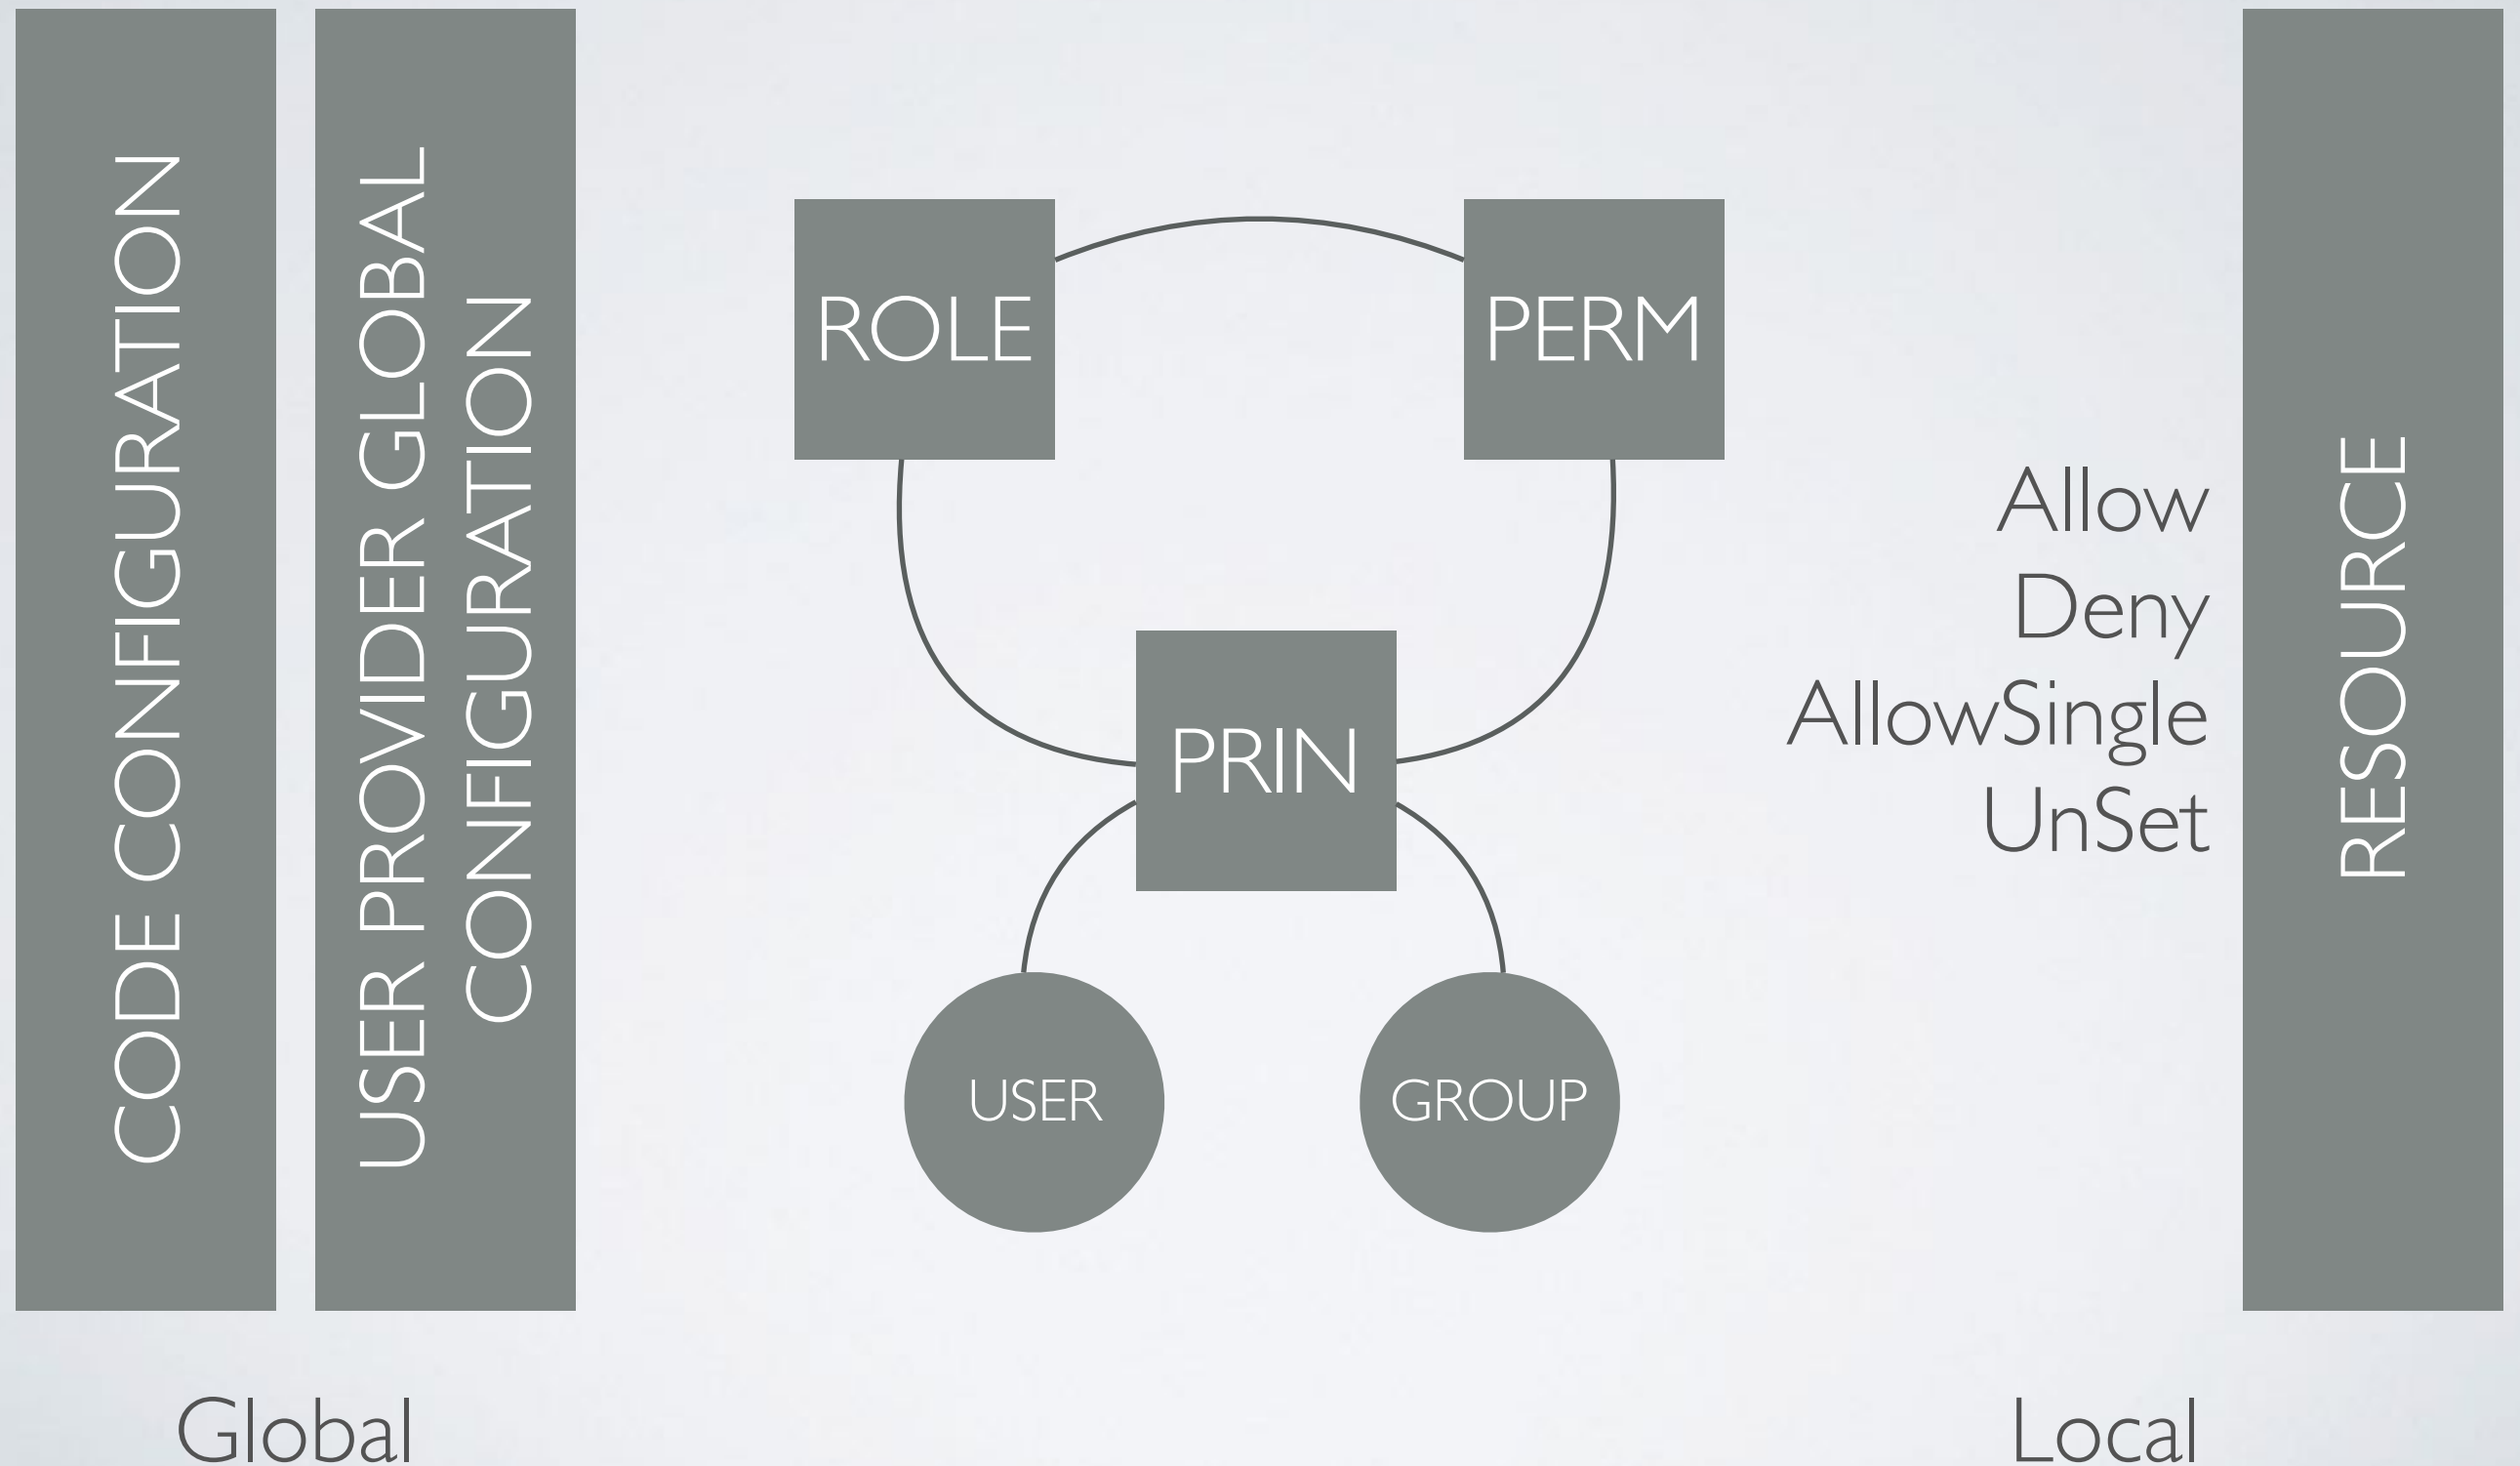 CODE CONFIGURATION
USER PROVIDER GLOBAL
CONFIGURATION
ROLE
PERM
PRIN
USER
GROUP
Allow
Deny
AllowSingle
UnSet
RESOURCE
Global
Local